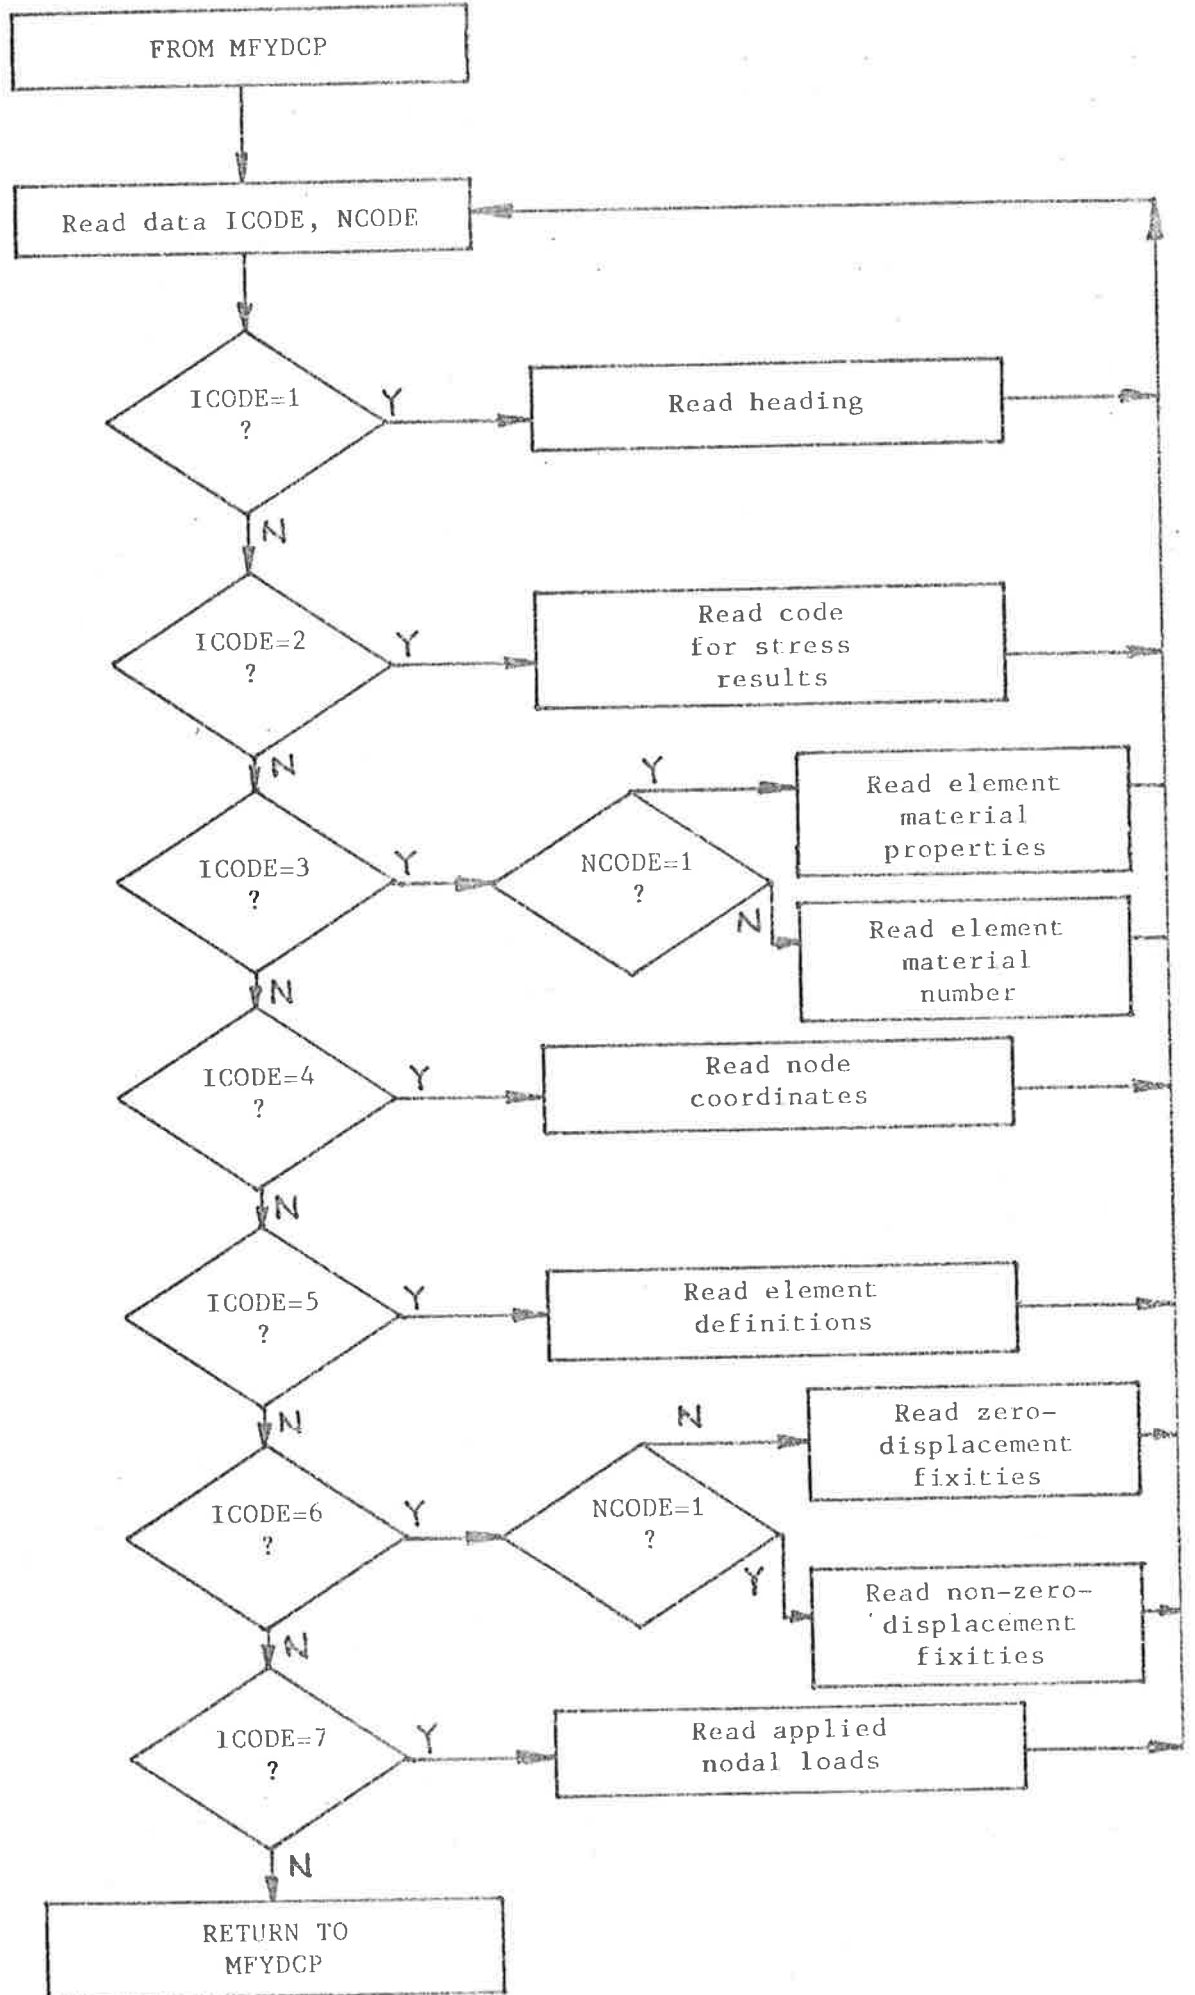 FROM MFYDCP
Read data ICODE, NCODE
ICODE=1
?
Y
Read heading
N
ICODE=2
?
Y
Read code
for stress
results
N
ICODE=3
?
Y
NCODE=1
?
Y
Read element
material
properties
N
Read element
material
number
N
ICODE=4
?
Y
Read node
coordinates
N
ICODE=5
?
Y
Read element
definitions
N
ICODE=6
?
Y
NCODE=1
?
N
Read zero-
displacement
fixities
Y
Read non-zero-
displacement
fixities
N
ICODE=7
?
Y
Read applied
nodal loads
N
RETURN TO
MFYDCP